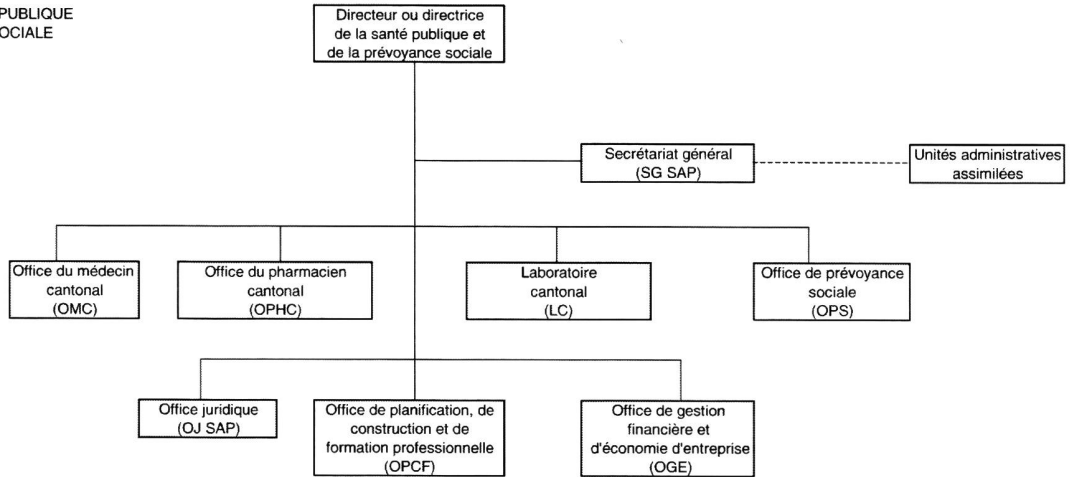 PUBLIQUE
OCIALE
Directeur ou directrice
de la santé publique et
de la prévoyance sociale
Secrétariat général
(SG SAP)
Unités administratives
assimilées
Office du médecin
cantonal
(OMC)
Office du pharmacien
cantonal
(OPHC)
Laboratoire
cantonal
(LC)
Office de prévoyance
sociale
(OPS)
Office juridique
(OJ SAP)
Office de planification, de
construction et de
formation professionnelle
(OPCF)
Office de gestion
financière et
d'économie d'entreprise
(OGE)